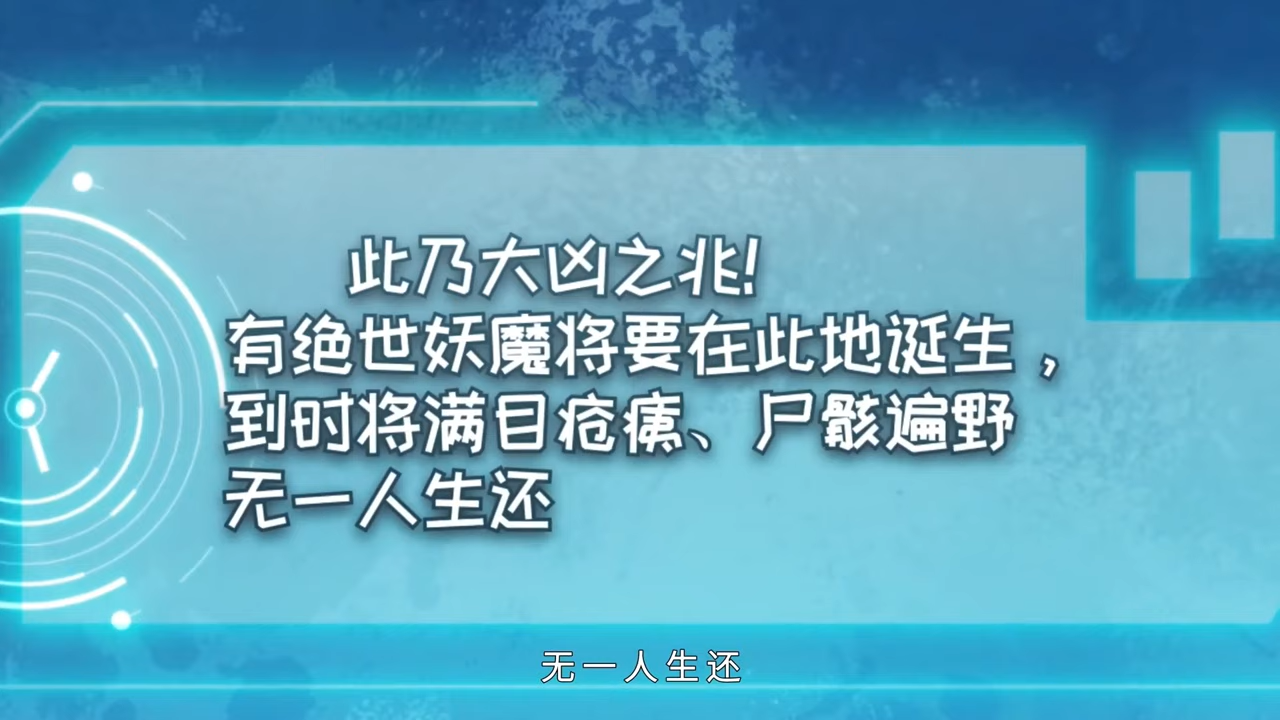 此乃大凶之兆!
有绝世妖魔将要在此地诞生，
到时将满目疮痍、尸骸遍野
无一人生还
无一人生还